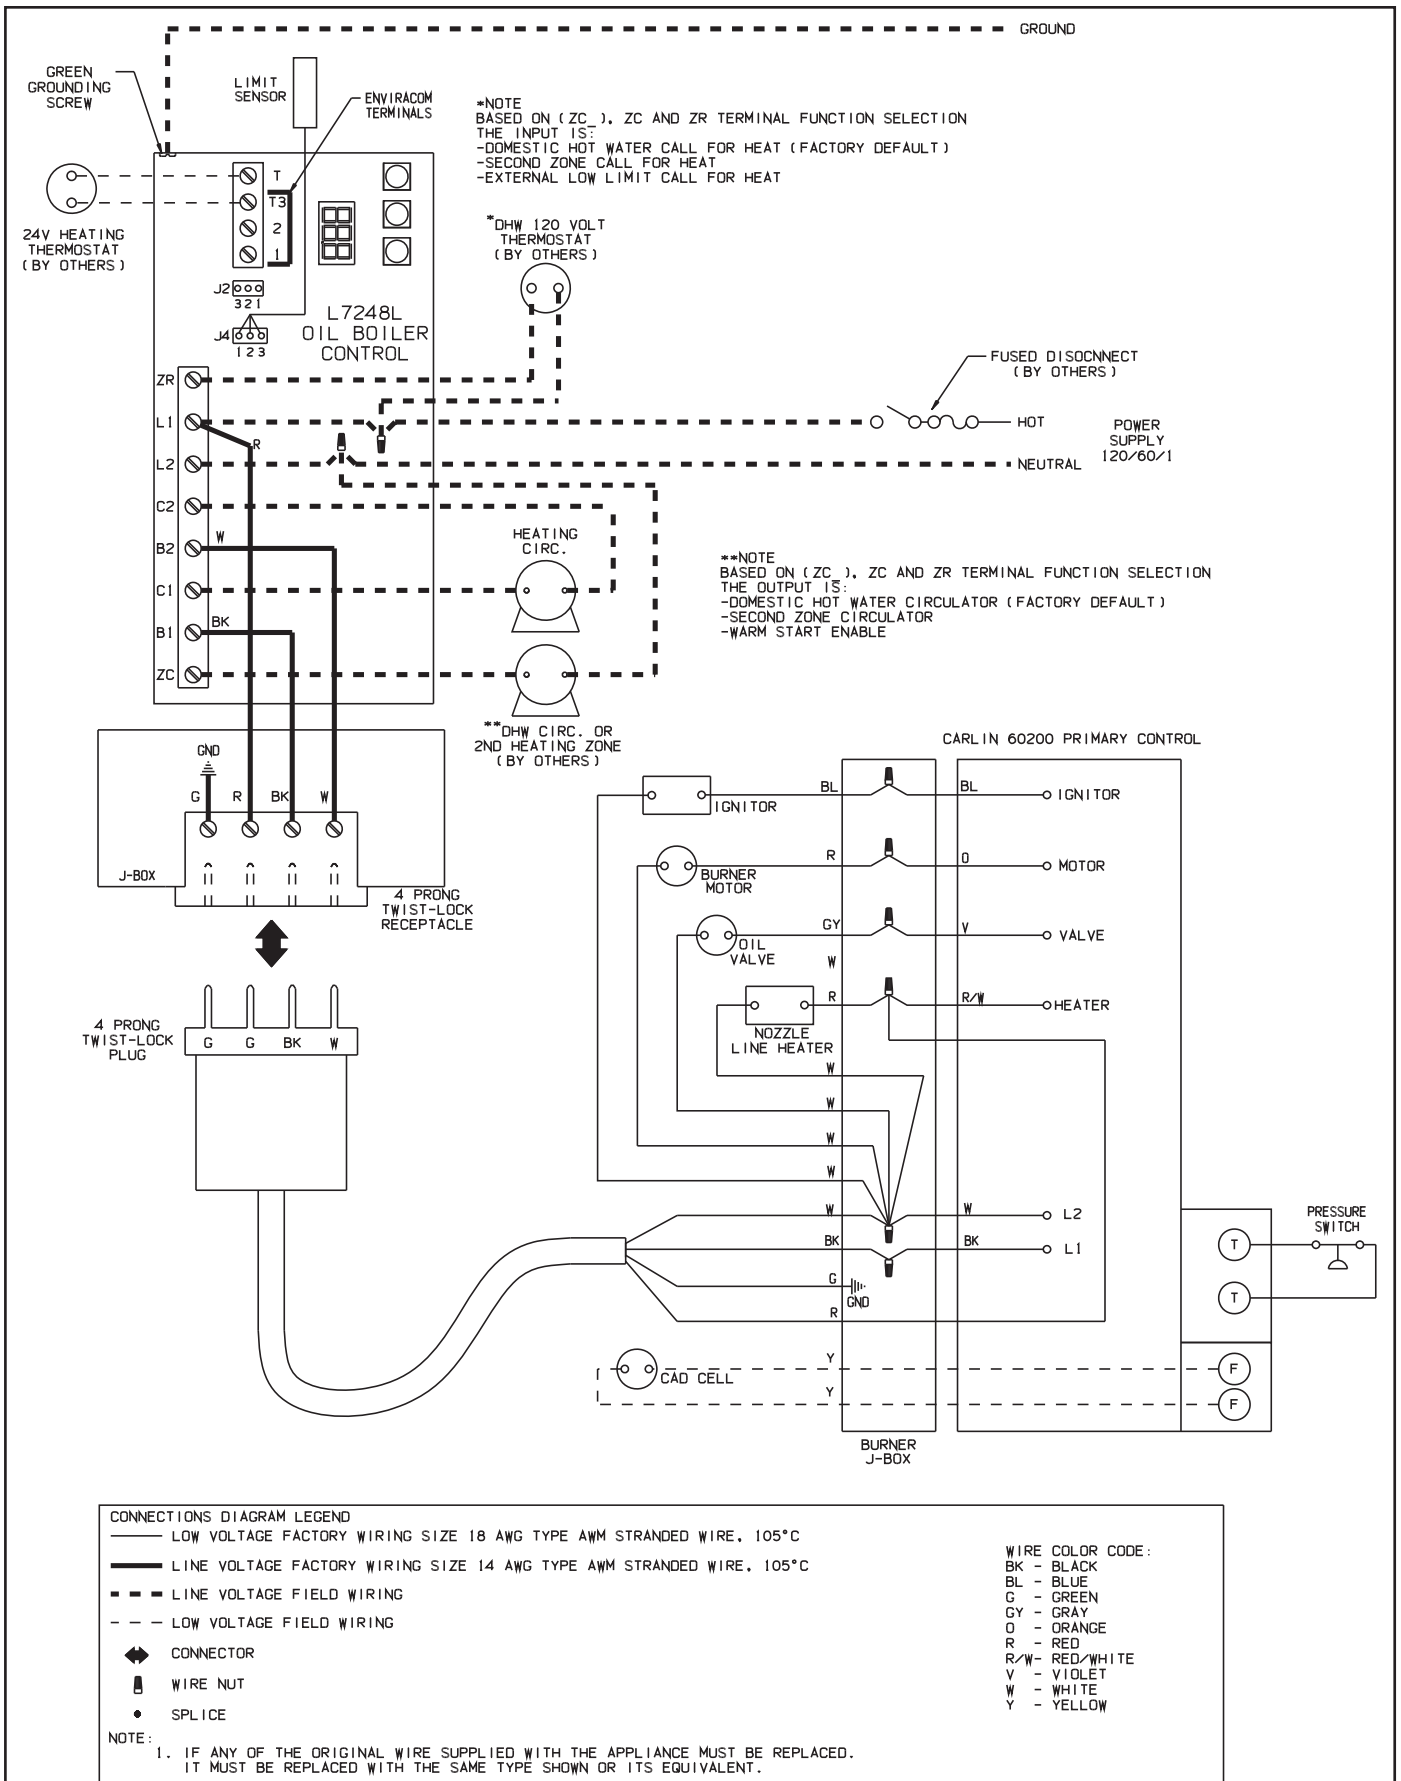 GROUND
GREEN
GROUNDING
SCREW
LIMIT
SENSOR
ENVIRACOM
TERMINALS
*NOTE
BASED ON (ZC_), ZC AND ZR TERMINAL FUNCTION SELECTION
THE INPUT IS:
-DOMESTIC HOT WATER CALL FOR HEAT (FACTORY DEFAULT)
-SECOND ZONE CALL FOR HEAT
-EXTERNAL LOW LIMIT CALL FOR HEAT
T
T3
2
1
24V HEATING
THERMOSTAT
(BY OTHERS)
*DHW 120 VOLT
THERMOSTAT
(BY OTHERS)
J2
321
J4
123
L7248L
OIL BOILER
CONTROL
FUSED DISOCNNECT
(BY OTHERS)
ZR
L1
R
HOT
POWER
SUPPLY
120/60/1
L2
NEUTRAL
C2
B2
W
C1
B1
BK
ZC
HEATING
CIRC.
**NOTE
BASED ON (ZC_), ZC AND ZR TERMINAL FUNCTION SELECTION
THE OUTPUT IS:
-DOMESTIC HOT WATER CIRCULATOR (FACTORY DEFAULT)
-SECOND ZONE CIRCULATOR
-WARM START ENABLE
**DHW CIRC. OR
2ND HEATING ZONE
(BY OTHERS)
GND
G R BK W
J-BOX
4 PRONG
TWIST-LOCK
RECEPTACLE
4 PRONG
TWIST-LOCK
PLUG
G G BK W
CARLIN 60200 PRIMARY CONTROL
IGNITOR
BL
BL
IGNITOR
BURNER
MOTOR
R
O
MOTOR
OIL
VALVE
GY
V
VALVE
W
NOZZLE
LINE HEATER
R
R/W
HEATER
W
W
W
W
W
W
L2
BK
BK
L1
G
GND
R
T
T
PRESSURE
SWITCH
CAD CELL
Y
Y
F
F
BURNER
J-BOX
CONNECTIONS DIAGRAM LEGEND
LOW VOLTAGE FACTORY WIRING SIZE 18 AWG TYPE AWM STRANDED WIRE, 105°C
LINE VOLTAGE FACTORY WIRING SIZE 14 AWG TYPE AWM STRANDED WIRE, 105°C
LINE VOLTAGE FIELD WIRING
LOW VOLTAGE FIELD WIRING
CONNECTOR
WIRE NUT
SPLICE
WIRE COLOR CODE:
BK - BLACK
BL - BLUE
G - GREEN
GY - GRAY
O - ORANGE
R - RED
R/W- RED/WHITE
V - VIOLET
W - WHITE
Y - YELLOW
NOTE:
1. IF ANY OF THE ORIGINAL WIRE SUPPLIED WITH THE APPLIANCE MUST BE REPLACED.
IT MUST BE REPLACED WITH THE SAME TYPE SHOWN OR ITS EQUIVALENT.